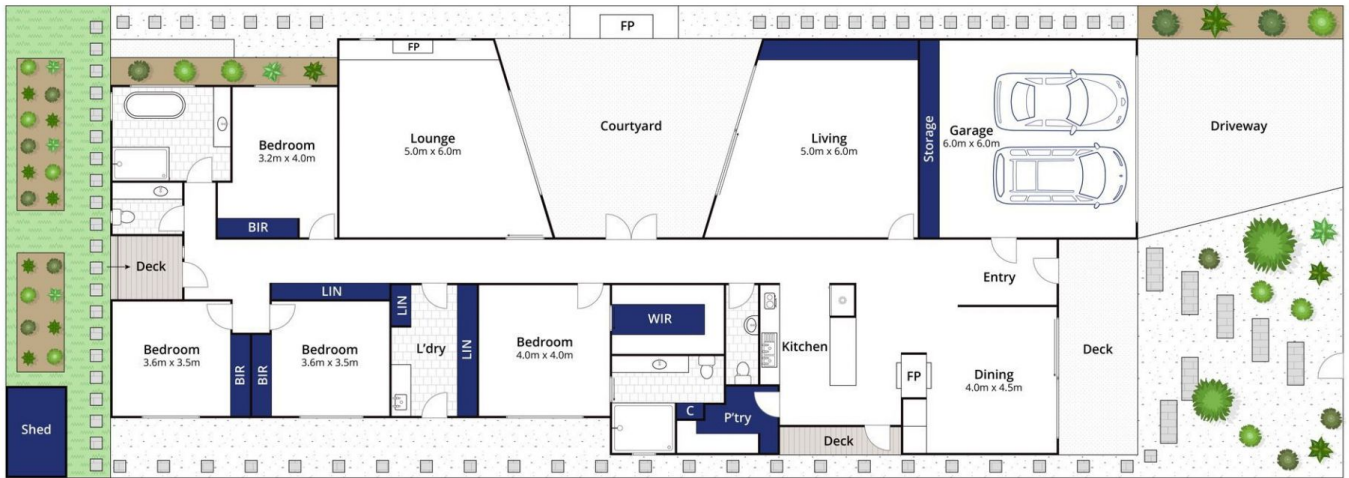 FP
FP
Bedroom
3.2m x 4.0m
Lounge
5.0m x 6.0m
Courtyard
Living
5.0m x 6.0m
Storage
Garage
6.0m x 6.0m
Driveway
BIR
Deck
Entry
LIN
LIN
LIN
Bedroom
3.6m x 3.5m
BIR
BIR
Bedroom
3.6m x 3.5m
L'dry
Bedroom
4.0m x 4.0m
WIR
Kitchen
FP
Dining
4.0m x 4.5m
Deck
C
P'try
Deck
Shed